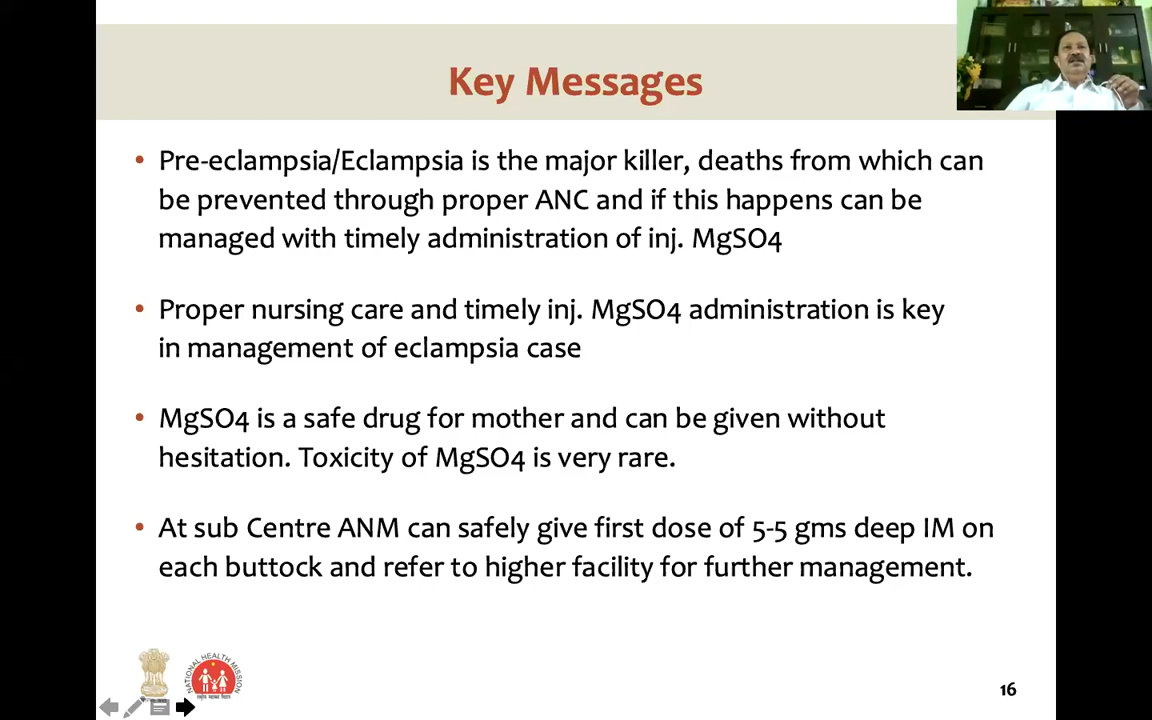 Key Messages
• Pre-eclampsia/Eclampsia is the major killer, deaths from which can
be prevented through proper ANC and if this happens can be
managed with timely administration of inj. MgSO4
• Proper nursing care and timely inj. MgSO4 administration is key
in management of eclampsia case
• MgSO4 is a safe drug for mother and can be given without
hesitation. Toxicity of MgSO4 is very rare.
• At sub Centre ANM can safely give first dose of 5-5 gms deep IM on
each buttock and refer to higher facility for further management.
NATIONAL HEALTH MISSION
16